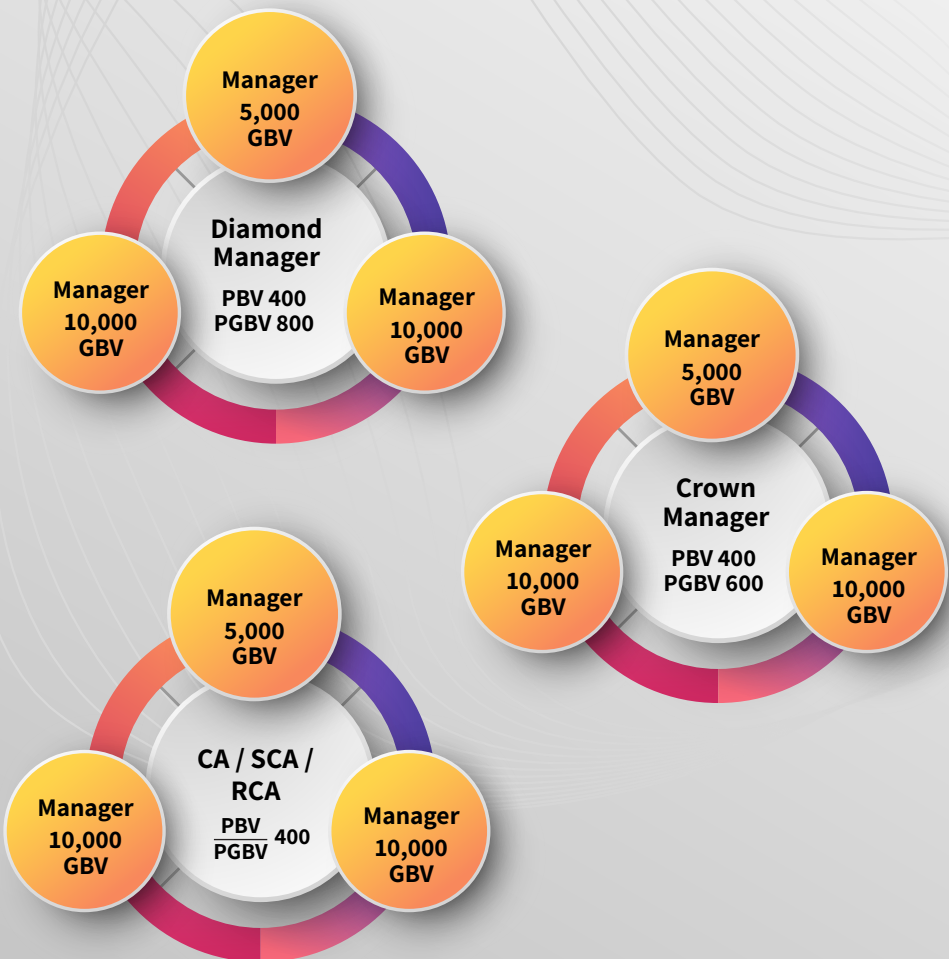 Manager
5,000
GBV
Diamond
Manager
PBV 400
PGBV 800
Manager
10,000
GBV
Manager
10,000
GBV
Manager
5,000
GBV
Crown
Manager
PBV 400
PGBV 600
Manager
10,000
GBV
Manager
10,000
GBV
Manager
5,000
GBV
CA / SCA /
RCA
PBV
PGBV 400
Manager
10,000
GBV
Manager
10,000
GBV